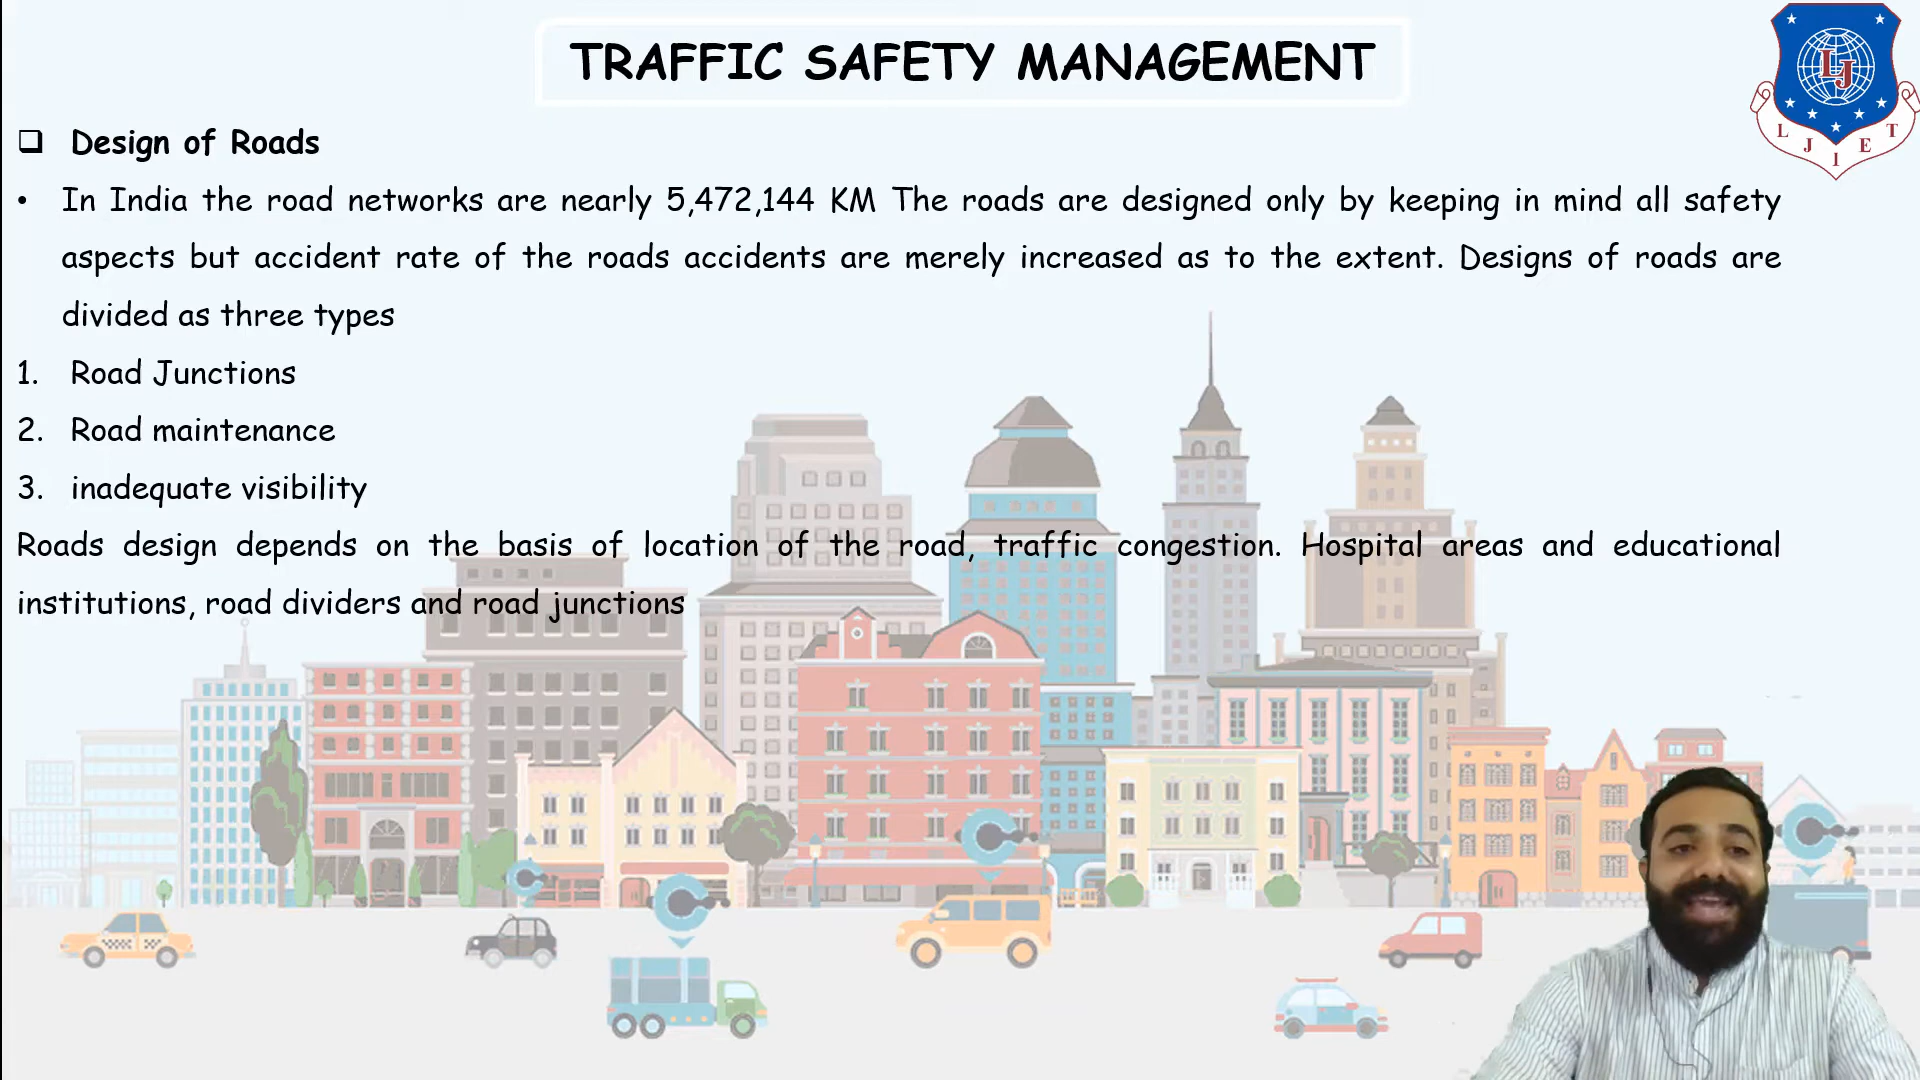 TRAFFIC SAFETY MANAGEMENT
LJ
L J I E T
❑ Design of Roads
• In India the road networks are nearly 5,472,144 KM The roads are designed only by keeping in mind all safety
aspects but accident rate of the roads accidents are merely increased as to the extent. Designs of roads are
divided as three types
1. Road Junctions
2. Road maintenance
3. inadequate visibility
Roads design depends on the basis of location of the road, traffic congestion. Hospital areas and educational
institutions, road dividers and road junctions